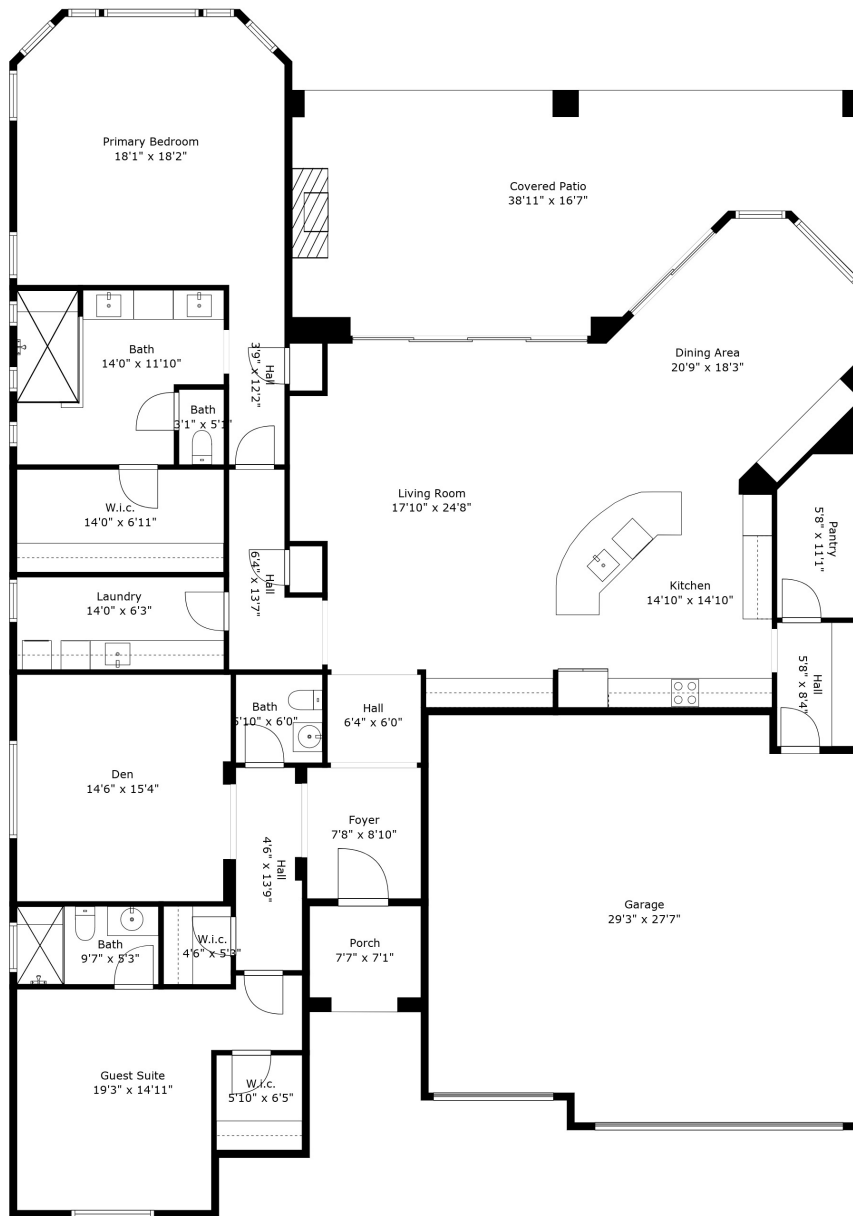 Primary Bedroom
18'1" x 18'2"
Covered Patio
38'11" x 16'7"
Bath
14'0" x 11'10"
Hall
3'9" x 12'2"
Dining Area
20'9" x 18'3"
Bath
3'1" x 5'1"
W.i.c.
14'0" x 6'11"
Living Room
17'10" x 24'8"
Pantry
5'8" x 11'1"
Hall
6'4" x 13'7"
Kitchen
14'10" x 14'10"
Laundry
14'0" x 6'3"
Hall
5'8" x 8'4"
Bath
x 6'0"
Hall
6'4" x 6'0"
Den
14'6" x 15'4"
Foyer
7'8" x 8'10"
Hall
4'6" x 13'9"
Garage
29'3" x 27'7"
Bath
9'7" x 5'3"
W.i.c.
4'6" x 5'3"
Porch
7'7" x 7'1"
Guest Suite
19'3" x 14'11"
W.i.c.
5'10" x 6'5"